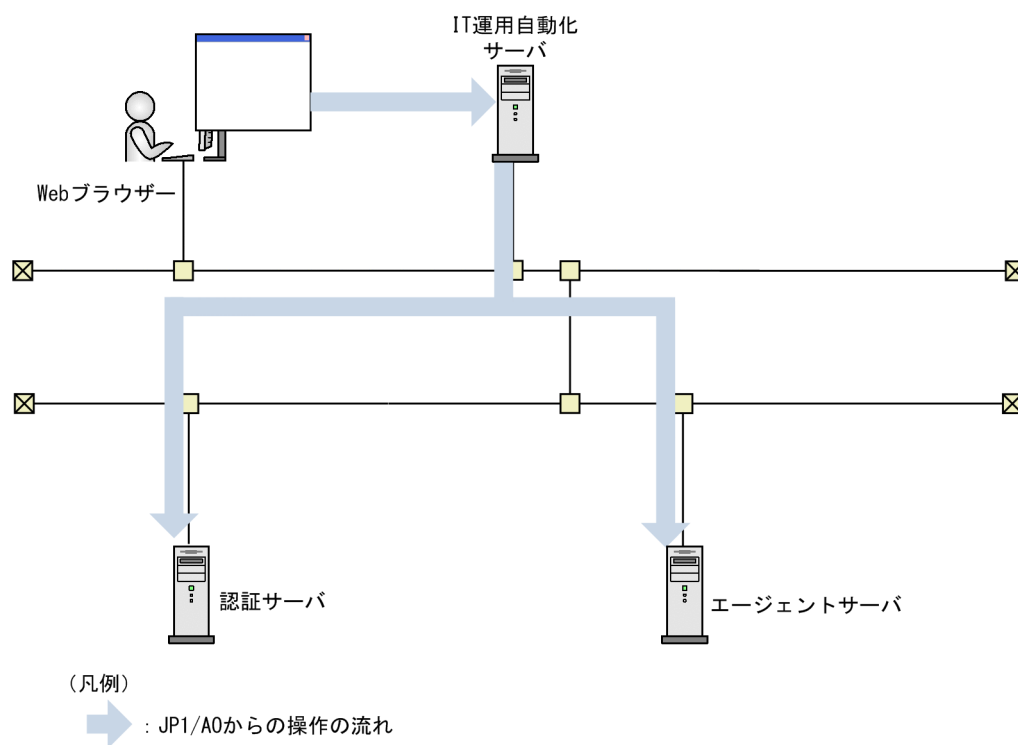 IT運用自動化
サーバ
Webブラウザー
認証サーバ
エージェントサーバ
（凡例）
：JP1/AOからの操作の流れ